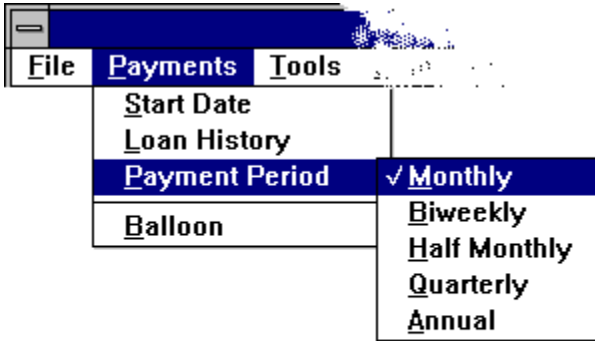 File Payments Tools
Start Date
Loan History
Payment Period
Balloon
✓ Monthly
Biweekly
Half Monthly
Quarterly
Annual